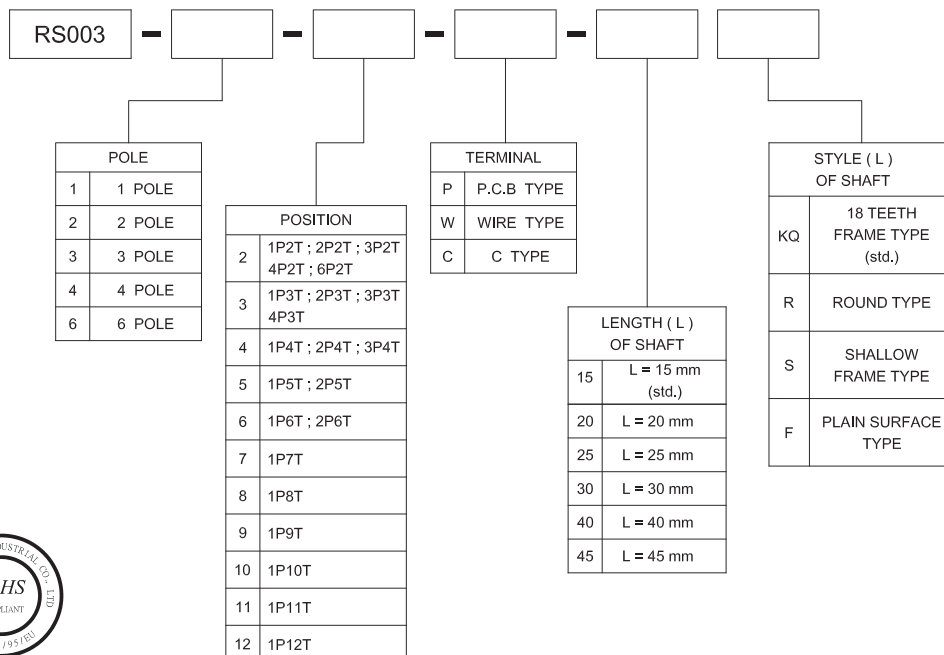 RS003 - - - -
POLE
1 1 POLE
2 2 POLE
3 3 POLE
4 4 POLE
6 6 POLE
POSITION
2 1P2T ; 2P2T ; 3P2T
4P2T ; 6P2T
3 1P3T ; 2P3T ; 3P3T
4P3T
4 1P4T ; 2P4T ; 3P4T
5 1P5T ; 2P5T
6 1P6T ; 2P6T
7 1P7T
8 1P8T
9 1P9T
10 1P10T
11 1P11T
12 1P12T
TERMINAL
P P.C.B TYPE
W WIRE TYPE
C C TYPE
LENGTH ( L )
OF SHAFT
15 L = 15 mm
(std.)
20 L = 20 mm
25 L = 25 mm
30 L = 30 mm
40 L = 40 mm
45 L = 45 mm
STYLE ( L )
OF SHAFT
KQ 18 TEETH
FRAME TYPE
(std.)
R ROUND TYPE
S SHALLOW
FRAME TYPE
F PLAIN SURFACE
TYPE
CO., LTD